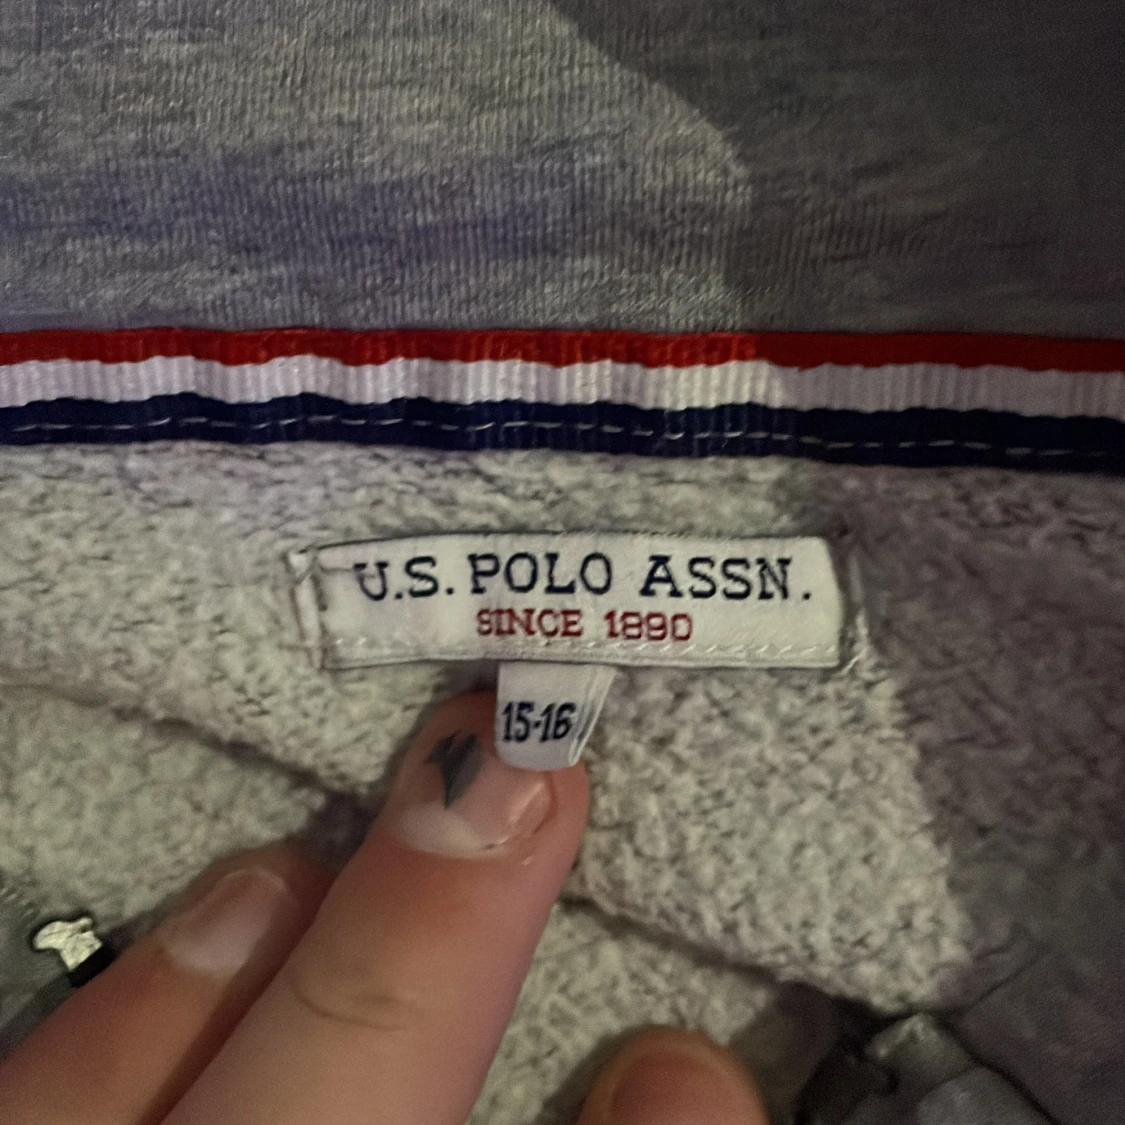 U.S. POLO ASSN.
SINCE 1890
15-16